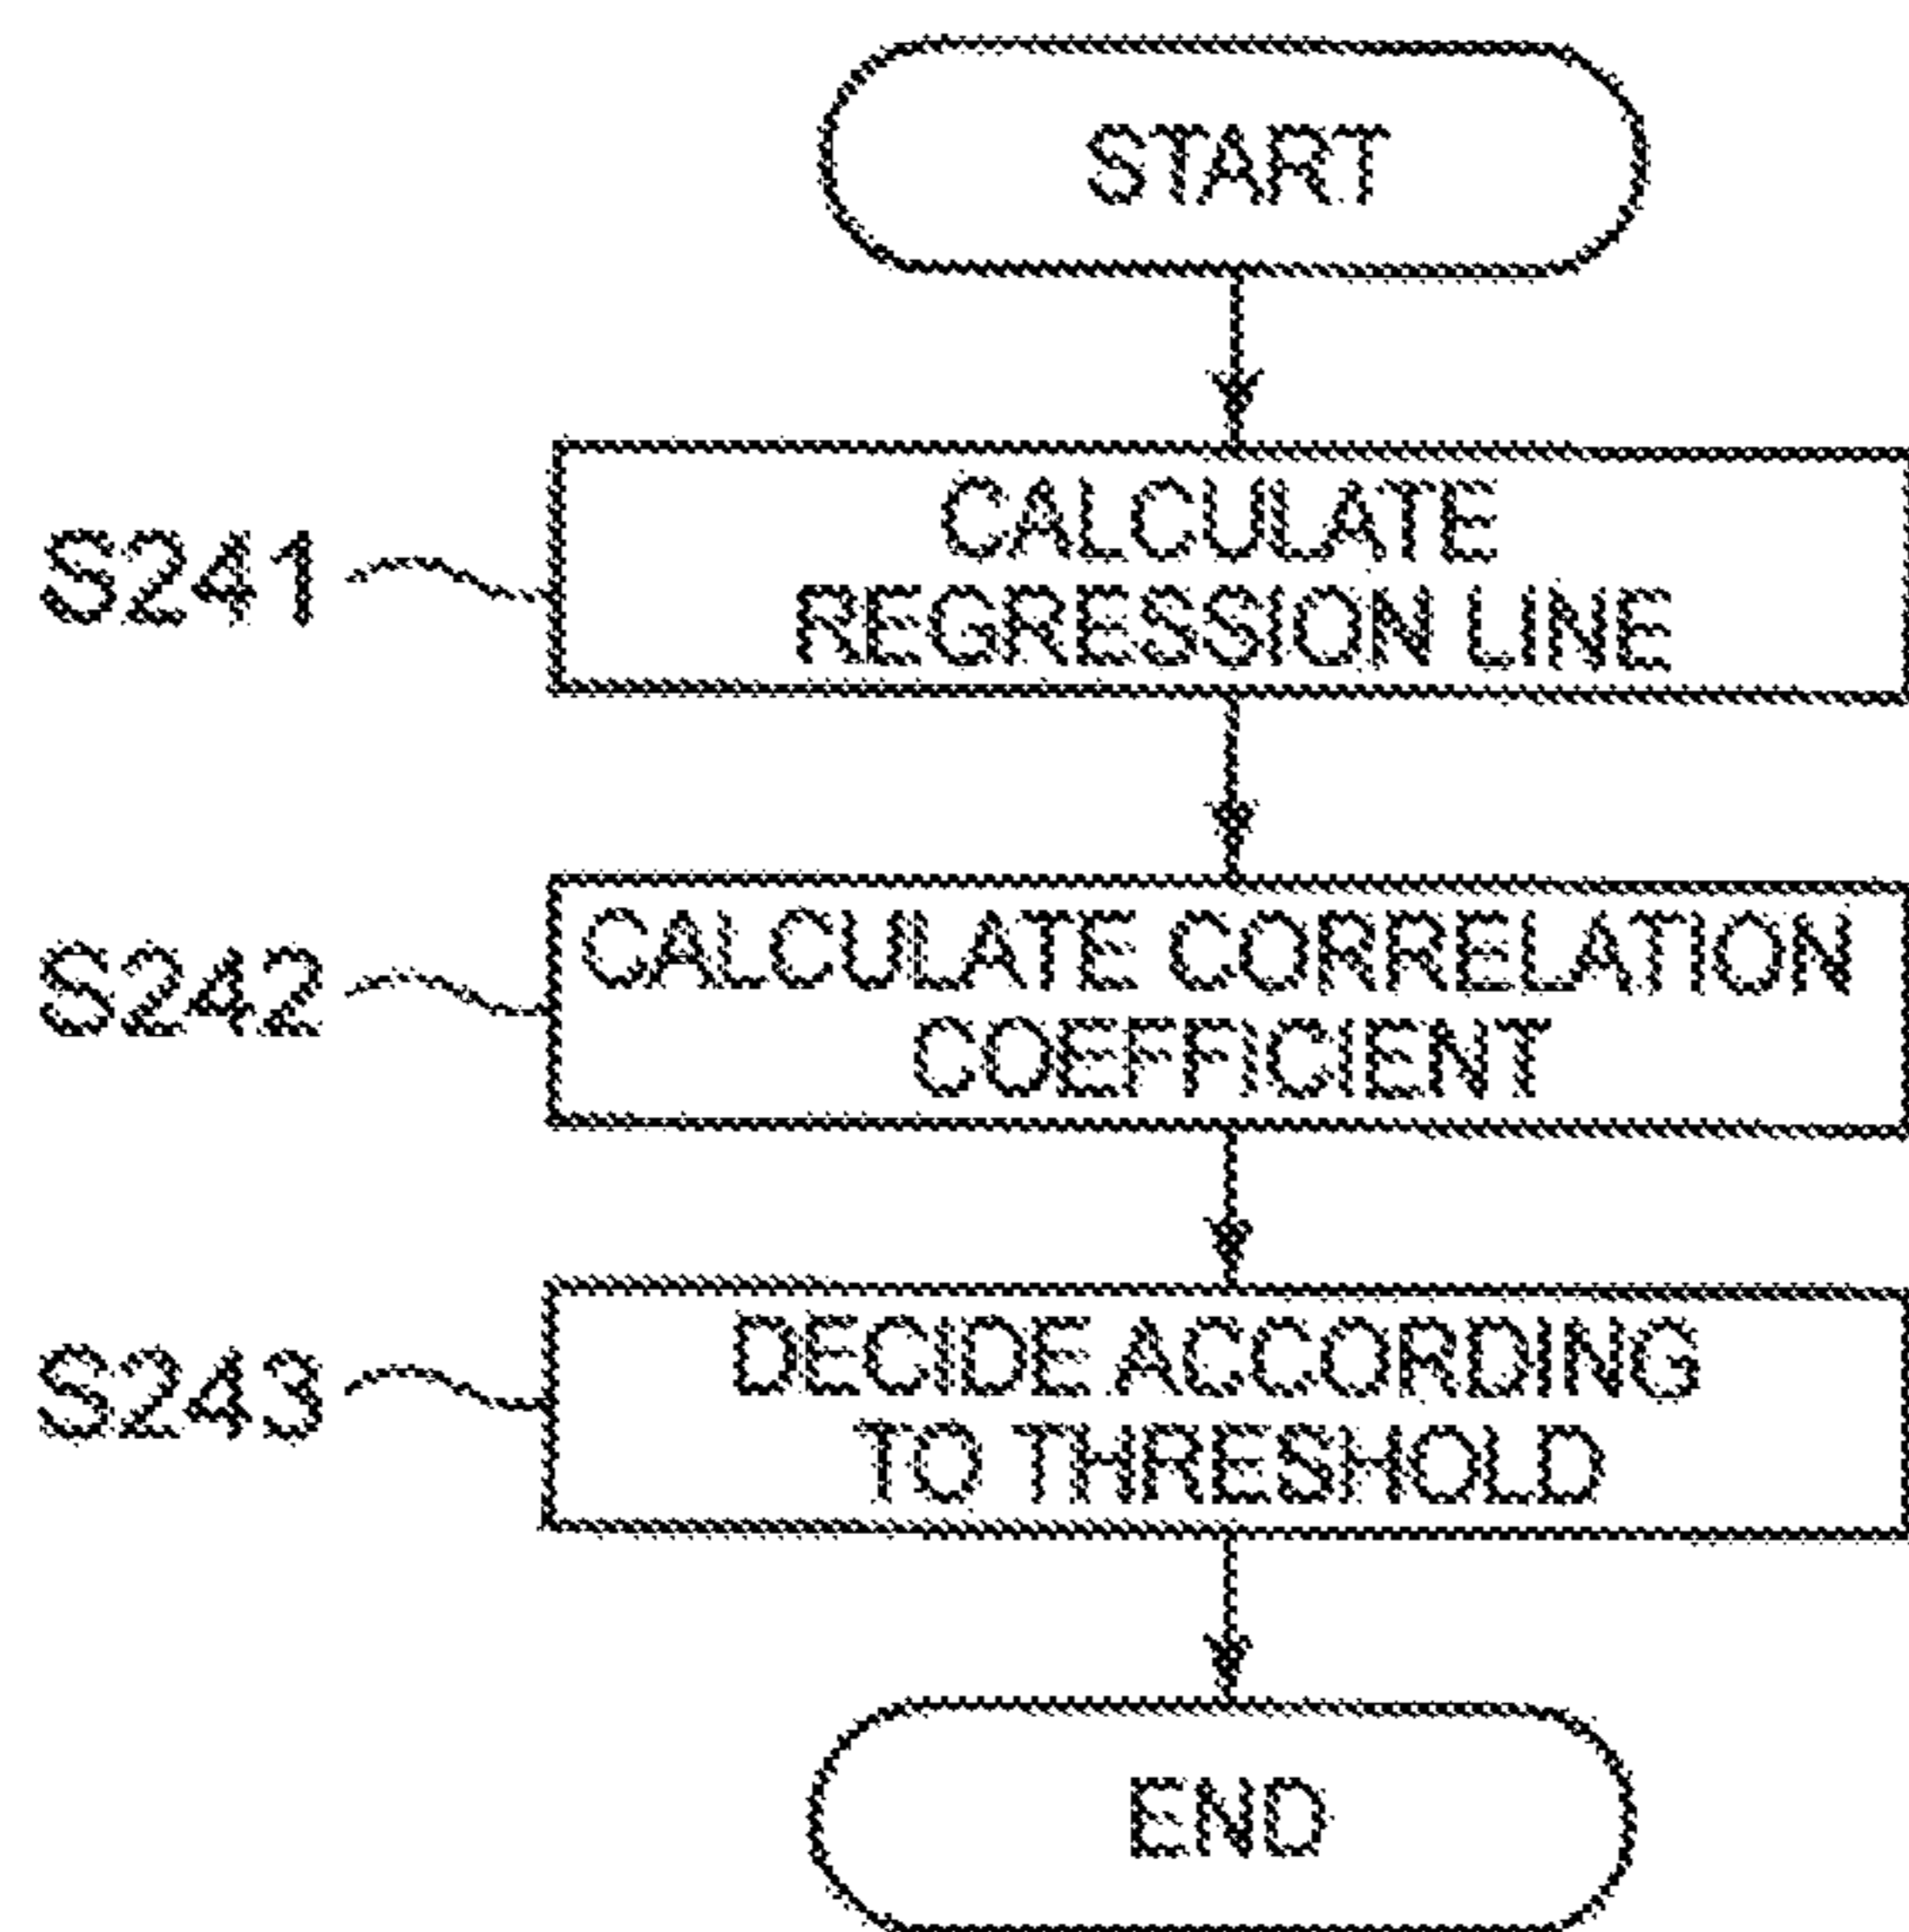 START
S241
CALCULATE
REGRESSION LINE
S242
CALCULATE CORRELATION
COEFFICIENT
S243
DECIDE ACCORDING
TO THRESHOLD
END